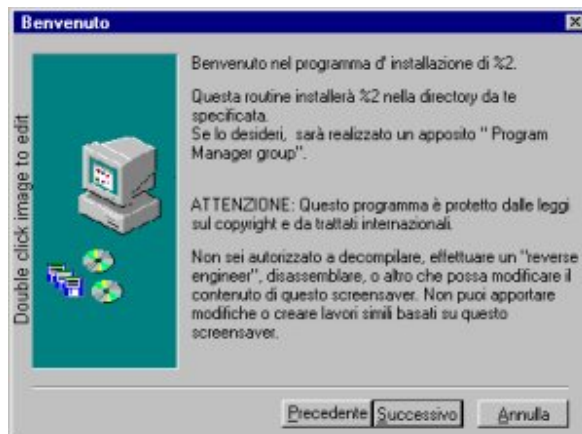 Benvenuto
Double click image to edit
Benvenuto nel programma d' installazione di %2.
Questa routine installerà %2 nella directory da te
specificata.
Se lo desideri, sarà realizzato un apposito " Program
Manager group".
ATTENZIONE: Questo programma è protetto dalle leggi
sul copyright e da trattati internazionali.
Non sei autorizzato a decompilare, effettuare un "reverse
engineer", disassemblare, o altro che possa modificare il
contenuto di questo screensaver. Non puoi apportare
modifiche o creare lavori simili basati su questo
screensaver.
Precedente Successivo Annulla